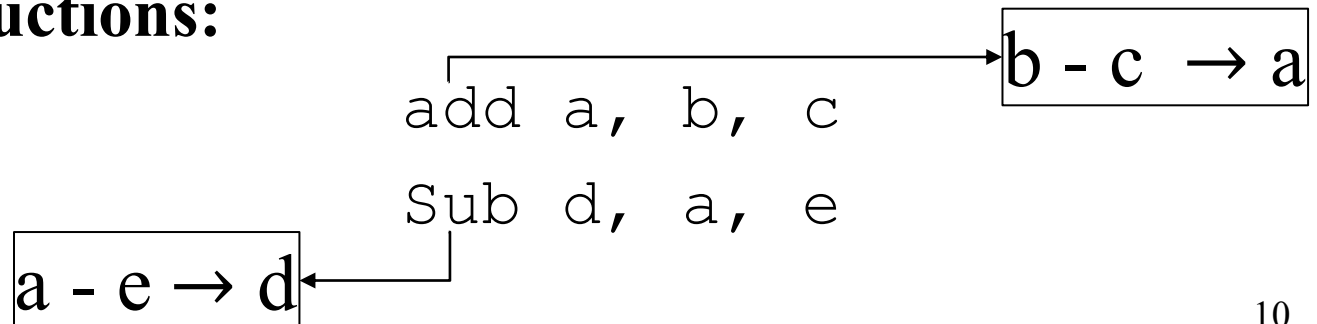 uctions:
b - c → a
add a, b, c
Sub d, a, e
a - e → d
10